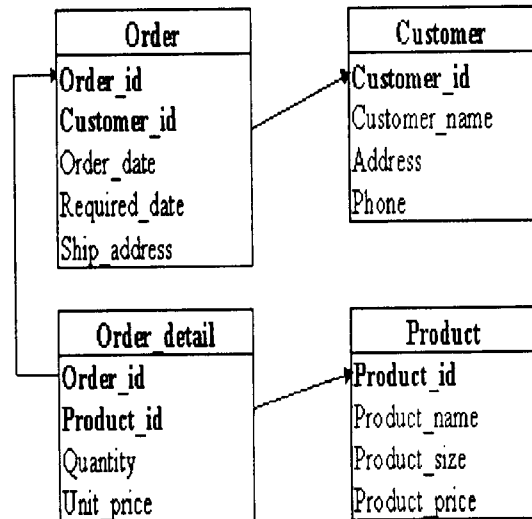 Order
Order_id
Customer_id
Order_date
Required_date
Ship_address
Customer
Customer_id
Customer_name
Address
Phone
Order_detail
Order_id
Product_id
Quantity
Unit_price
Product
Product_id
Product_name
Product_size
Product_price